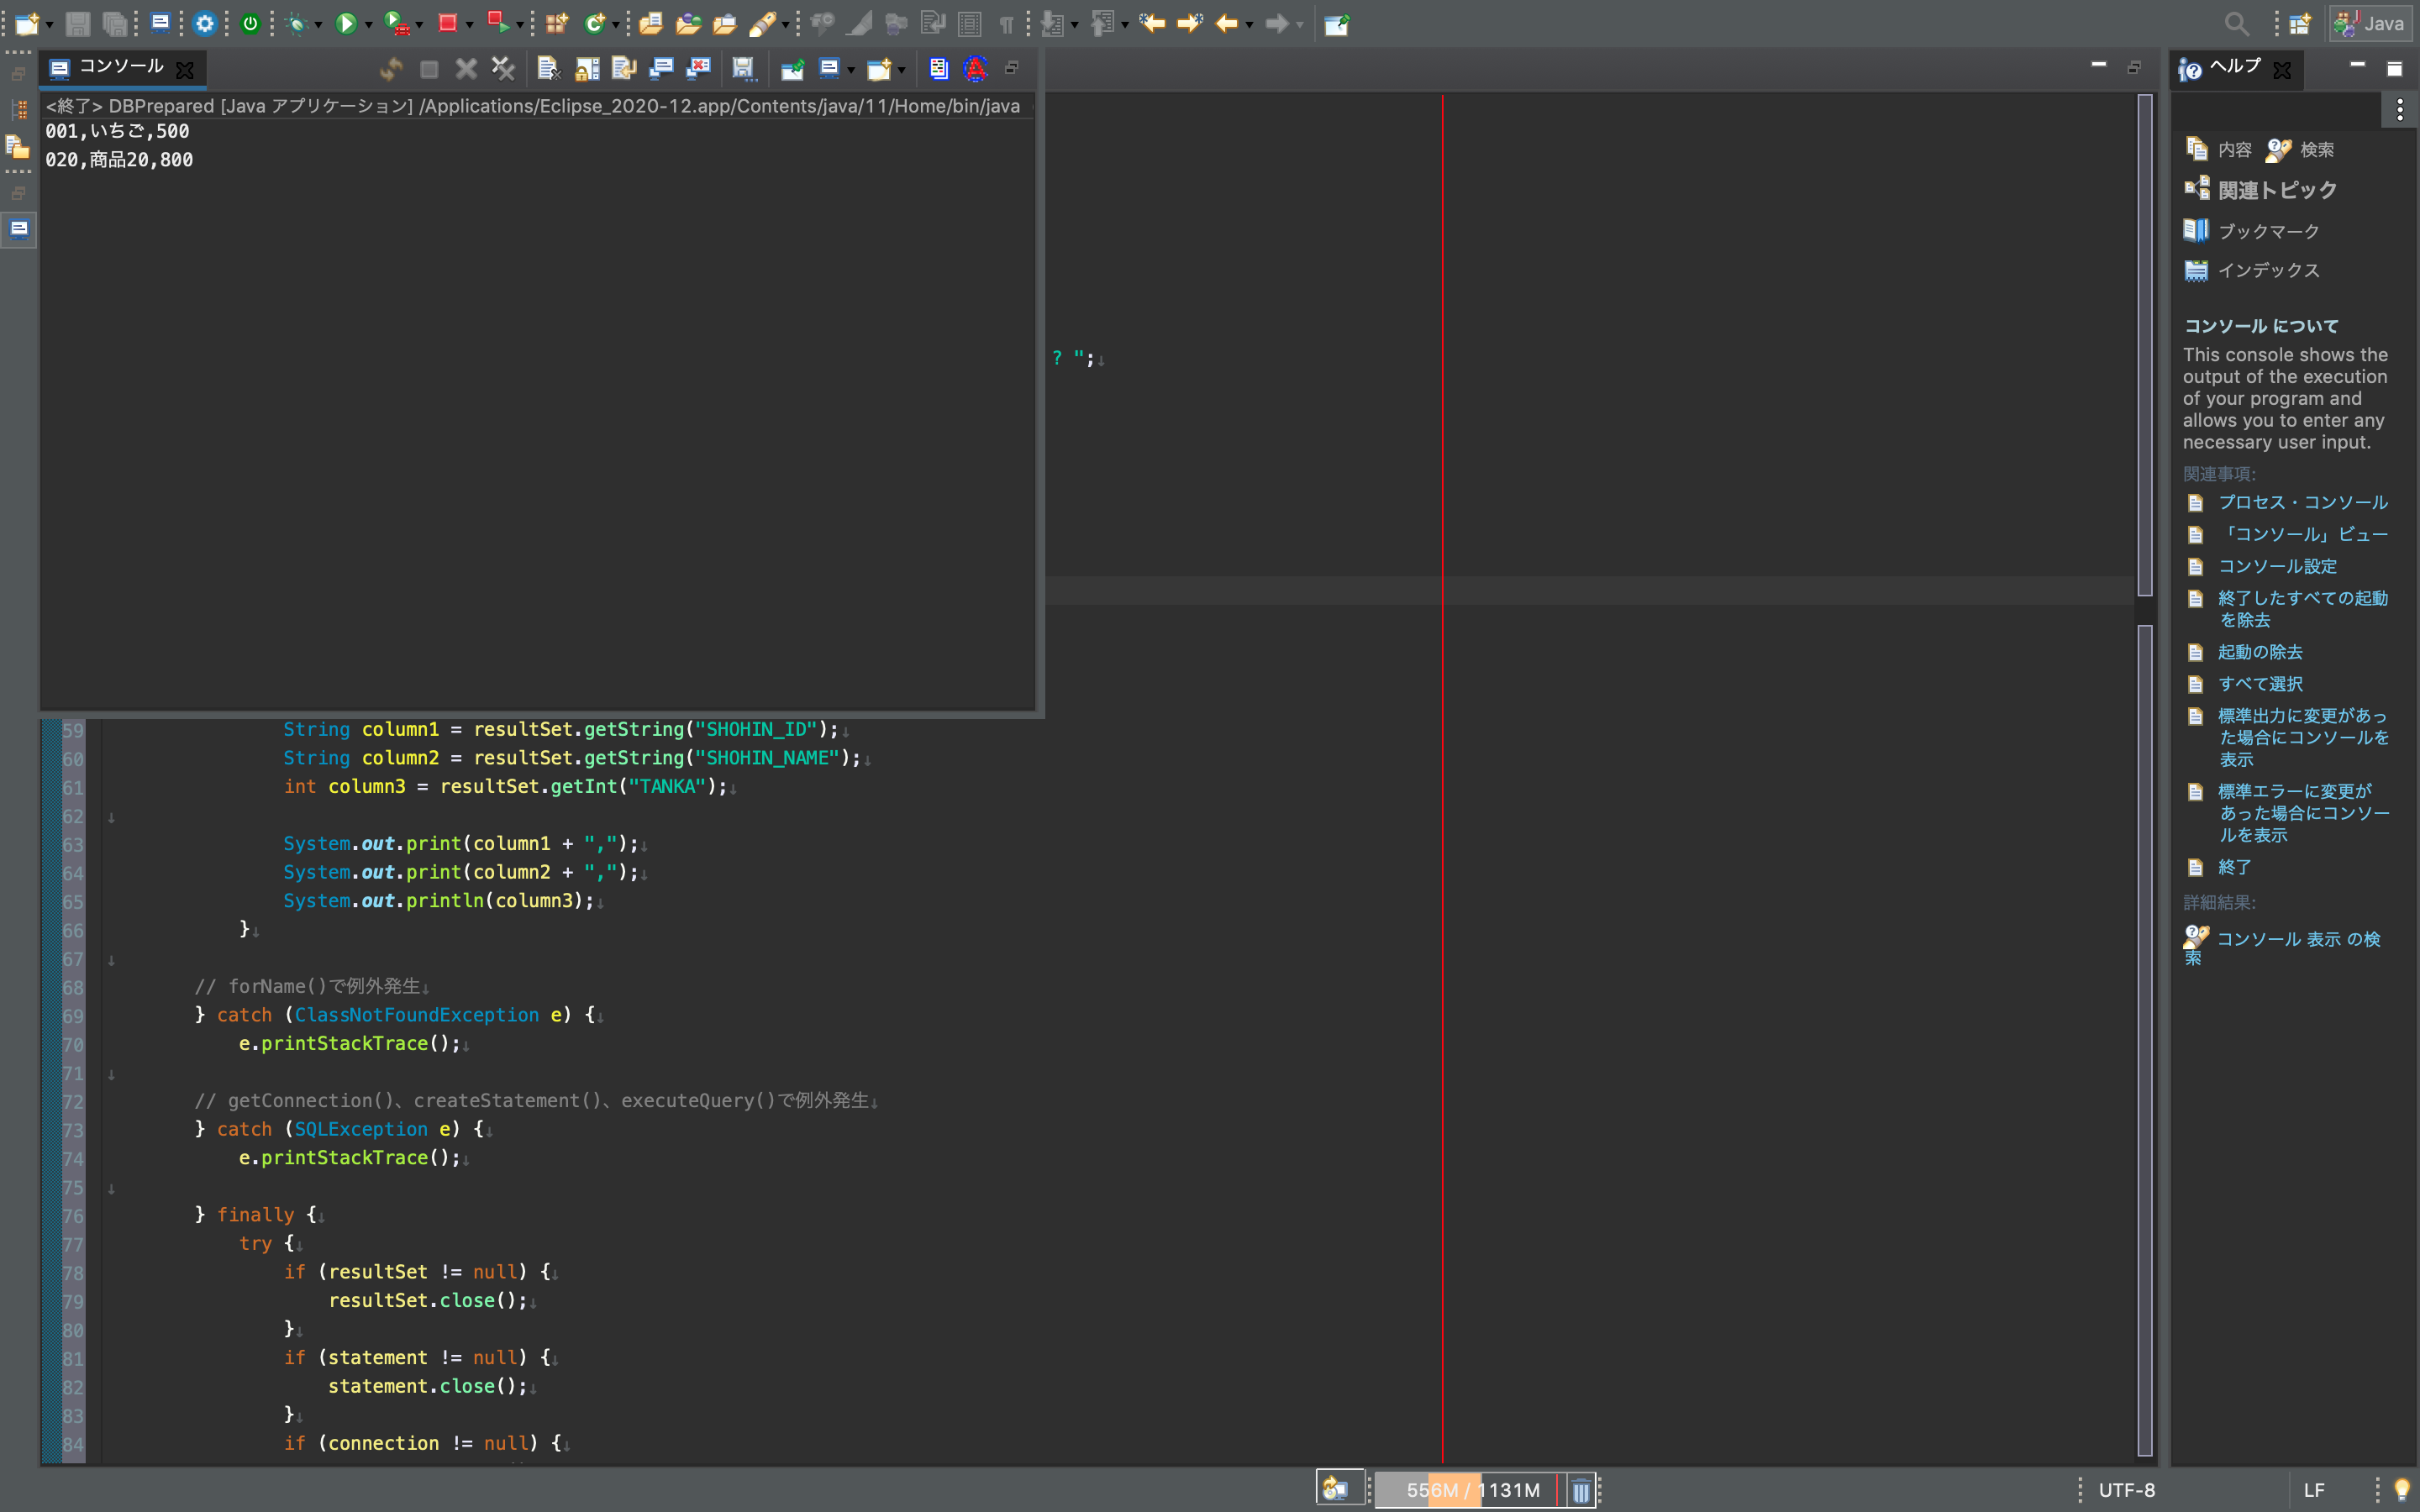 Java
コンソール
<終了> DBPrepared [Java アプリケーション] /Applications/Eclipse_2020-12.app/Contents/java/11/Home/bin/java
001,いちご,500
020,商品20,800
? ";↓
59 String column1 = resultSet.getString("SHOHIN_ID");↓
60 String column2 = resultSet.getString("SHOHIN_NAME");↓
61 int column3 = resultSet.getInt("TANKA");↓
62 ↓
63 System.out.print(column1 + ",");↓
64 System.out.print(column2 + ",");↓
65 System.out.println(column3);↓
66 }↓
67 ↓
68 // forName()で例外発生↓
69 } catch (ClassNotFoundException e) {↓
70 e.printStackTrace();↓
71 ↓
72 // getConnection()、createStatement()、executeQuery()で例外発生↓
73 } catch (SQLException e) {↓
74 e.printStackTrace();↓
75 ↓
76 } finally {↓
77 try {↓
78 if (resultSet != null) {↓
79 resultSet.close();↓
80 }↓
81 if (statement != null) {↓
82 statement.close();↓
83 }↓
84 if (connection != null) {↓
ヘルプ
内容 検索
関連トピック
ブックマーク
インデックス
コンソール について
This console shows the
output of the execution
of your program and
allows you to enter any
necessary user input.
関連事項:
プロセス・コンソール
「コンソール」ビュー
コンソール設定
終了したすべての起動
を除去
起動の除去
すべて選択
標準出力に変更があっ
た場合にコンソールを
表示
標準エラーに変更が
あった場合にコンソー
ルを表示
終了
詳細結果:
コンソール 表示 の検
索
556M / 1131M
UTF-8
LF